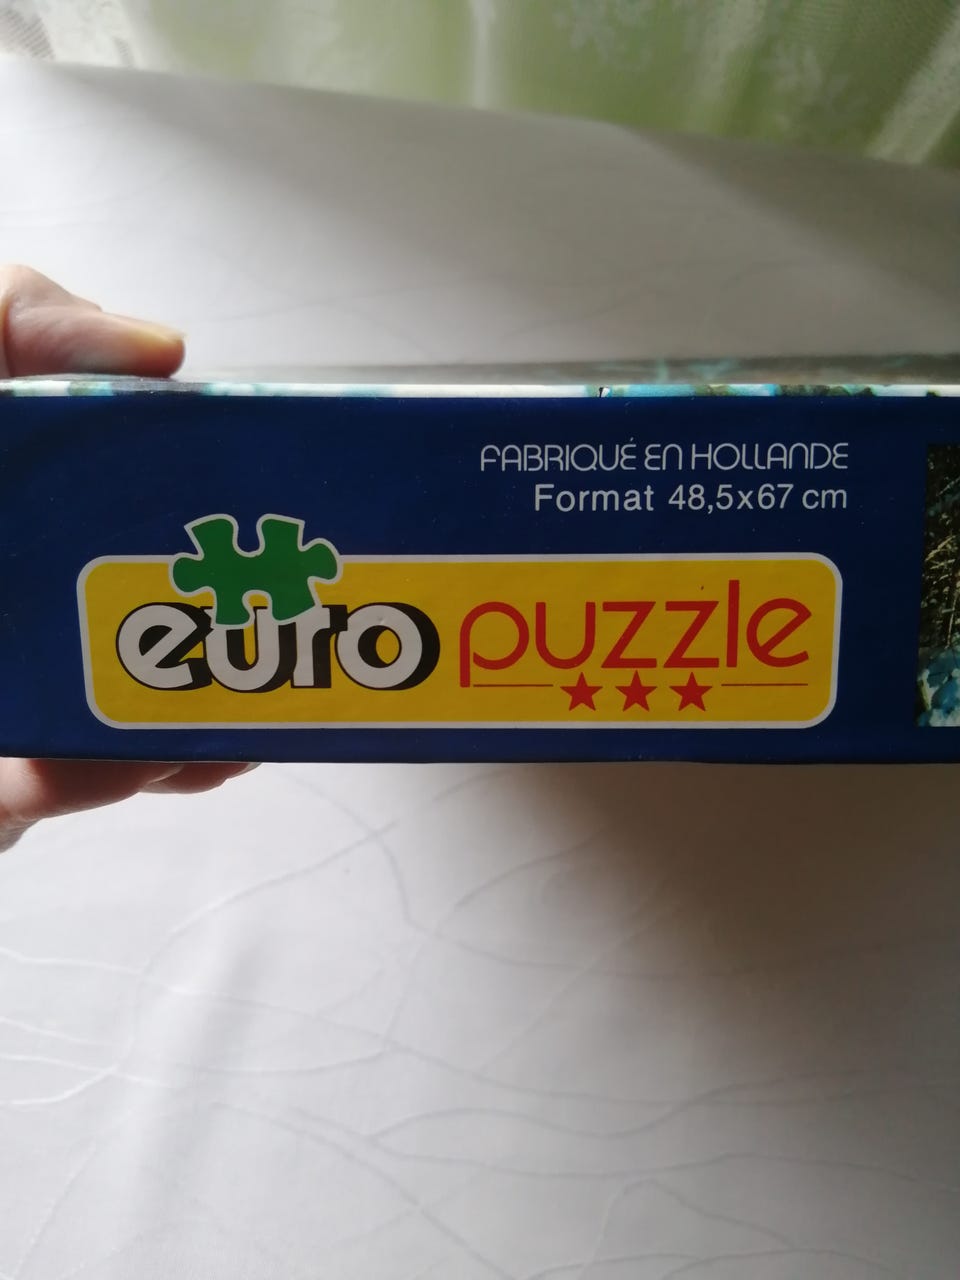 FABRIQUÉ EN HOLLANDE
Format 48,5x67 cm
euro puzzle